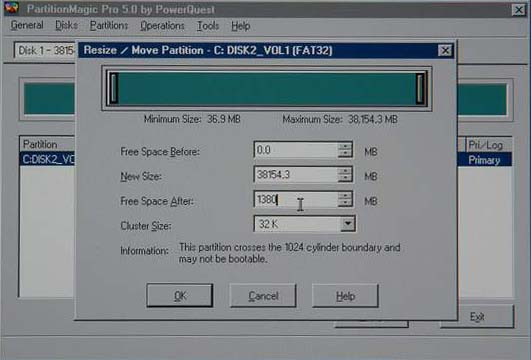 PartitionMagic Pro 5.0 by PowerQuest
General Disks Partitions Operations Tools Help
Disk 1 - 3815
Resize / Move Partition - C: DISK2_VOL1 (FAT32)
Minimum Size: 36.9 MB Maximum Size: 38,154.3 MB
Partition
Pri/Log
C:DISK2_VO
Primary
Free Space Before: 0.0 MB
New Size: 38154.3 MB
Free Space After: 1380 MB
Cluster Size: 32 K
Information: This partition crosses the 1024 cylinder boundary and
may not be bootable.
OK Cancel Help
Exit